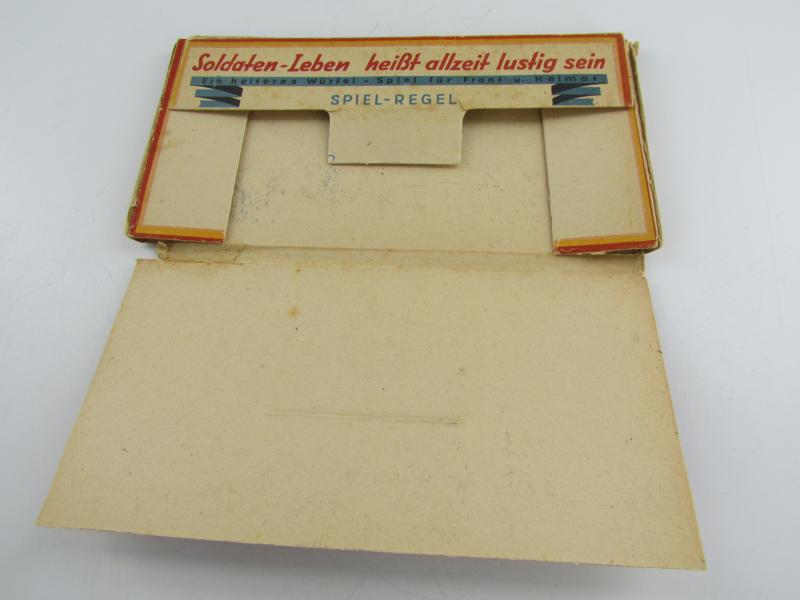 Soldaten-Leben heißt allzeit lustig sein
Ein heiteres Würfel-Spiel für Front u. Heimat
SPIEL-REGEL